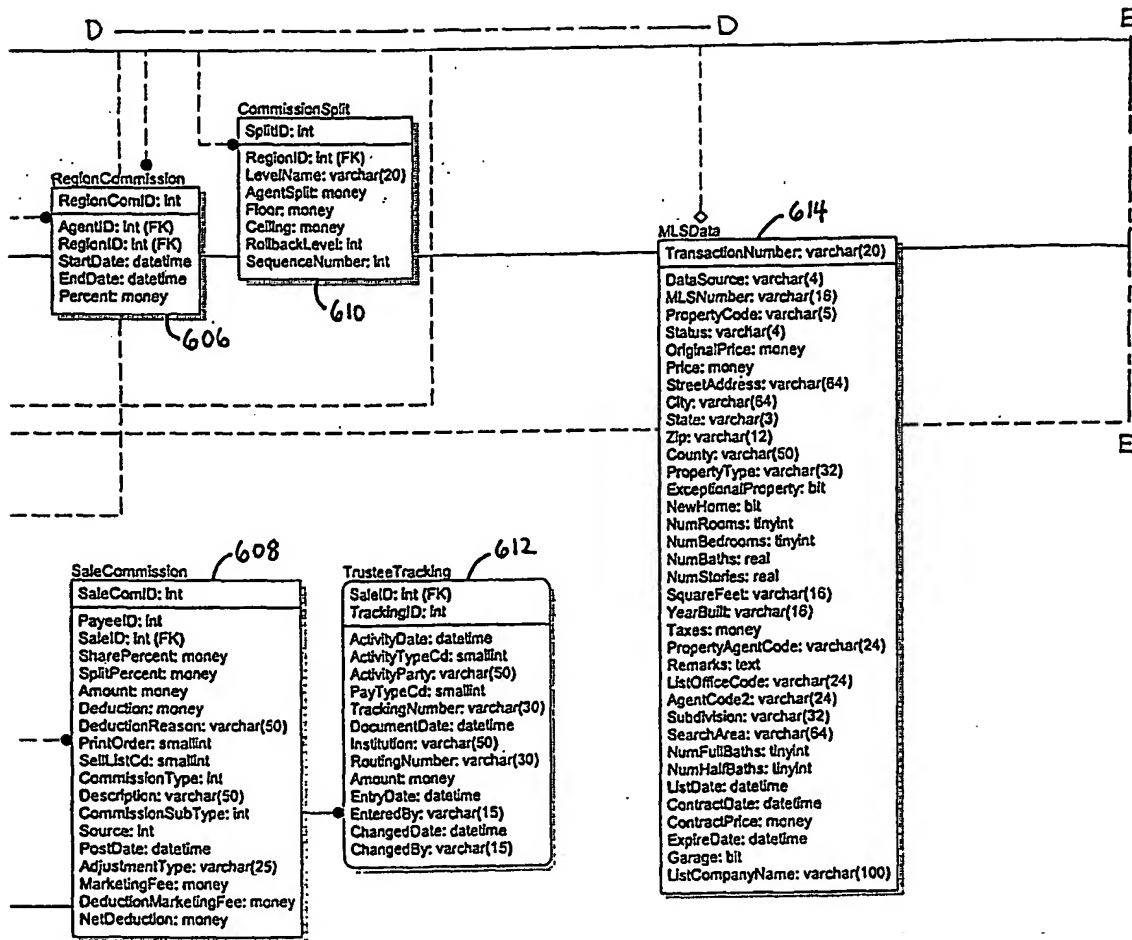 D
D
E
CommissionSplit
SplitID: int
RegionID: int (FK)
LevelName: varchar(20)
AgentSplit: money
Floor: money
Ceiling: money
RollbackLevel: int
SequenceNumber: int
610
RegionCommission
RegionComID: int
AgentID: int (FK)
RegionID: int (FK)
StartDate: datetime
EndDate: datetime
Percent: money
606
614
MLSData
TransactionNumber: varchar(20)
DataSource: varchar(4)
MLSNumber: varchar(16)
PropertyCode: varchar(5)
Status: varchar(4)
OriginalPrice: money
Price: money
StreetAddress: varchar(64)
City: varchar(64)
State: varchar(3)
Zip: varchar(12)
County: varchar(50)
PropertyType: varchar(32)
ExceptionalProperty: bit
NewHome: bit
NumRooms: tinyint
NumBedrooms: tinyint
NumBaths: real
NumStories: real
SquareFeet: varchar(16)
YearBuilt: varchar(16)
Taxes: money
PropertyAgentCode: varchar(24)
Remarks: text
ListOfficeCode: varchar(24)
AgentCode2: varchar(24)
Subdivision: varchar(32)
SearchArea: varchar(64)
NumFullBaths: tinyint
NumHalfBaths: tinyint
ListDate: datetime
ContractDate: datetime
ContractPrice: money
ExpireDate: datetime
Garage: bit
ListCompanyName: varchar(100)
E
608
SaleCommission
SaleComID: int
PayeeID: int
SaleID: int (FK)
SharePercent: money
SplitPercent: money
Amount: money
Deduction: money
DeductionReason: varchar(50)
PrintOrder: smallint
SellListCd: smallint
CommissionType: int
Description: varchar(50)
CommissionSubType: int
Source: int
PostDate: datetime
AdjustmentType: varchar(25)
MarketingFee: money
DeductionMarketingFee: money
NetDeduction: money
612
TrusteeTracking
SaleID: int (FK)
TrackingID: int
ActivityDate: datetime
ActivityTypeCd: smallint
ActivityParty: varchar(50)
PayTypeCd: smallint
TrackingNumber: varchar(30)
DocumentDate: datetime
Institution: varchar(50)
RoutingNumber: varchar(30)
Amount: money
EntryDate: datetime
EnteredBy: varchar(15)
ChangedDate: datetime
ChangedBy: varchar(15)